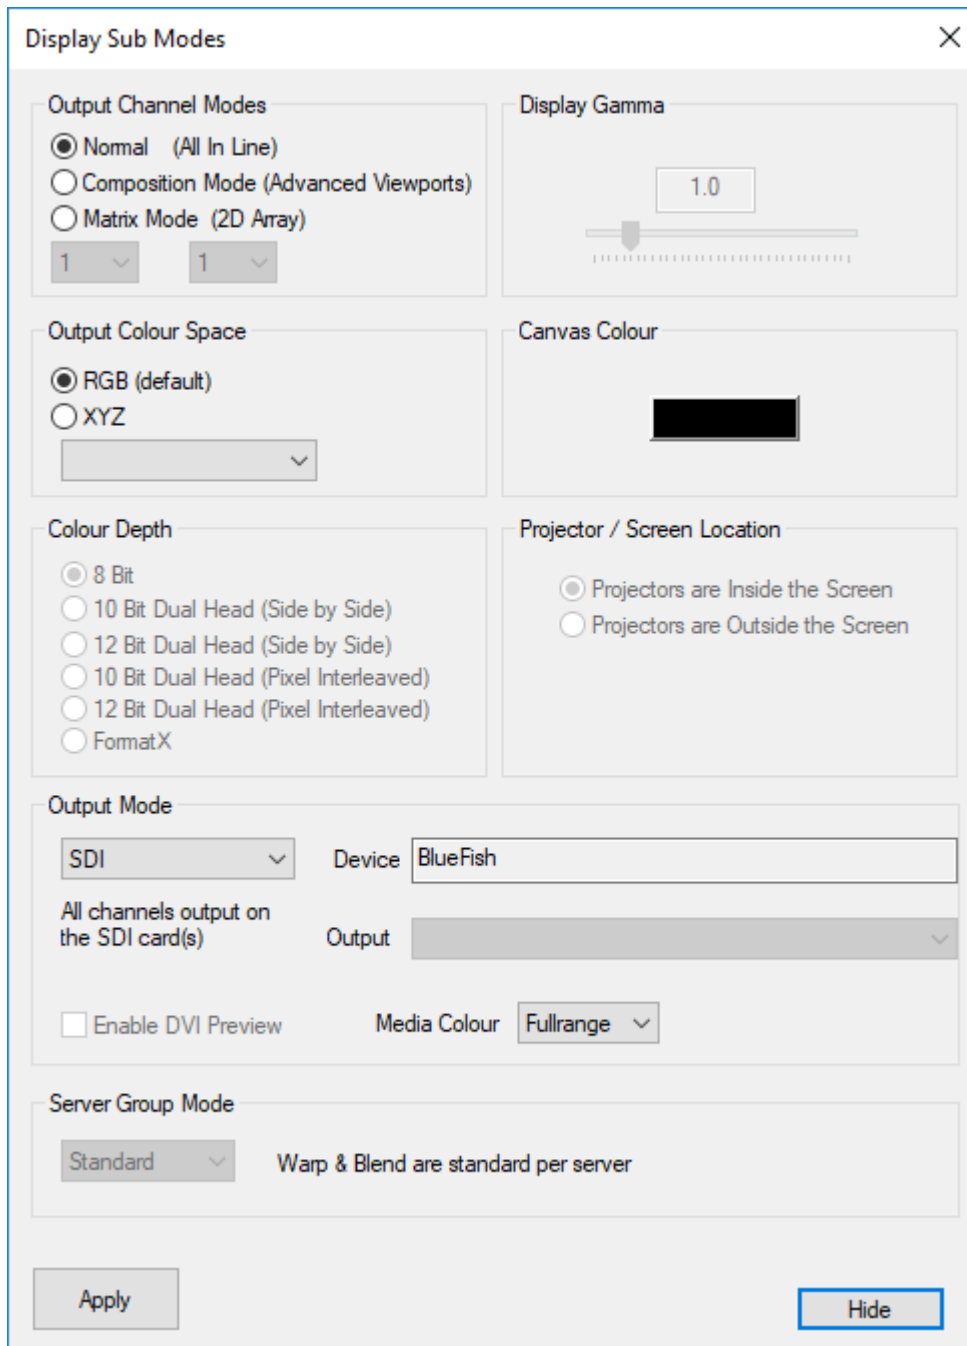 Display Sub Modes
Output Channel Modes
Normal (All In Line)
Composition Mode (Advanced Viewports)
Matrix Mode (2D Array)
1 1
Display Gamma
1.0
Output Colour Space
RGB (default)
XYZ
Canvas Colour
Colour Depth
8 Bit
10 Bit Dual Head (Side by Side)
12 Bit Dual Head (Side by Side)
10 Bit Dual Head (Pixel Interleaved)
12 Bit Dual Head (Pixel Interleaved)
FormatX
Projector / Screen Location
Projectors are Inside the Screen
Projectors are Outside the Screen
Output Mode
SDI Device BlueFish
All channels output on
the SDI card(s) Output
Enable DVI Preview Media Colour Fullrange
Server Group Mode
Standard Warp & Blend are standard per server
Apply Hide